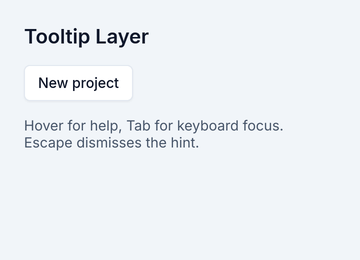 Tooltip Layer
New project
Hover for help, Tab for keyboard focus.
Escape dismisses the hint.